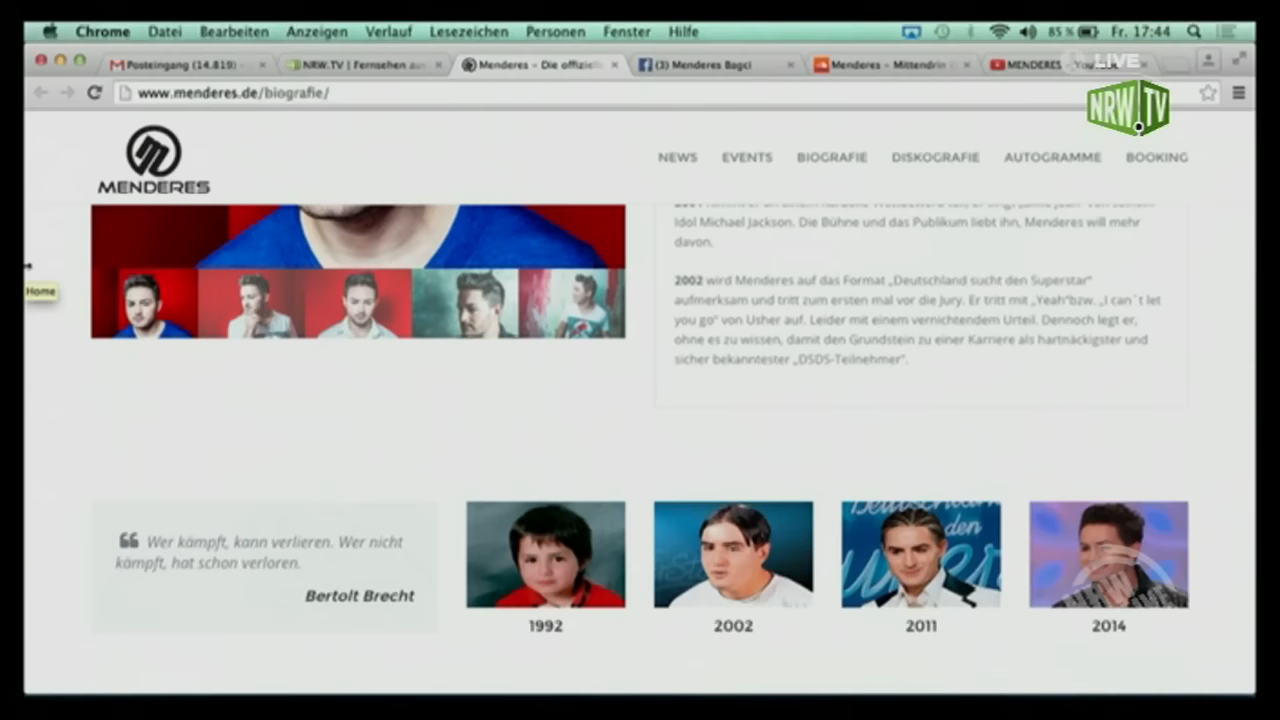 Chrome Datei Bearbeiten Anzeigen Verlauf Lesezeichen Personen Fenster Hilfe 85 % Fr. 17:44
Posteingang (14.819) NRW.TV | Fernsehen aus Menderes – Die offizielle (3) Menderes Bagci Menderes – Mittendrin MENDERES
LIVE
www.menderes.de/biografie/
NRW.TV
MENDERES
NEWS EVENTS BIOGRAFIE DISKOGRAFIE AUTOGRAMME BOOKING
Idol Michael Jackson. Die Bühne und das Publikum liebt ihn, Menderes will mehr
davon.
2002 wird Menderes auf das Format „Deutschland sucht den Superstar"
aufmerksam und tritt zum ersten mal vor die Jury. Er tritt mit „Yeah"bzw. „I can´t let
you go" von Usher auf. Leider mit einem vernichtendem Urteil. Dennoch legt er,
ohne es zu wissen, damit den Grundstein zu einer Karriere als hartnäckigster und
sicher bekanntester „DSDS-Teilnehmer".
Home
Wer kämpft, kann verlieren. Wer nicht
kämpft, hat schon verloren.
Bertolt Brecht
den
1992 2002 2011 2014